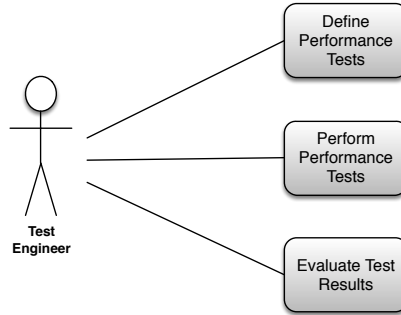 Define
Performance
Tests
Perform
Performance
Tests
Test
Engineer
Evaluate Test
Results